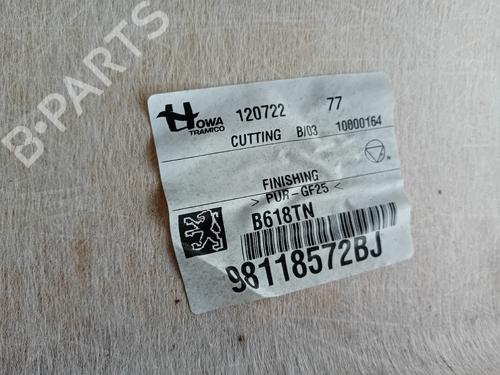 B-PARTS
HOWA
TRAMICO
120722 77
CUTTING B/03 10800164
FINISHING
> PUR-GF25 <
B618TN
98118572BJ